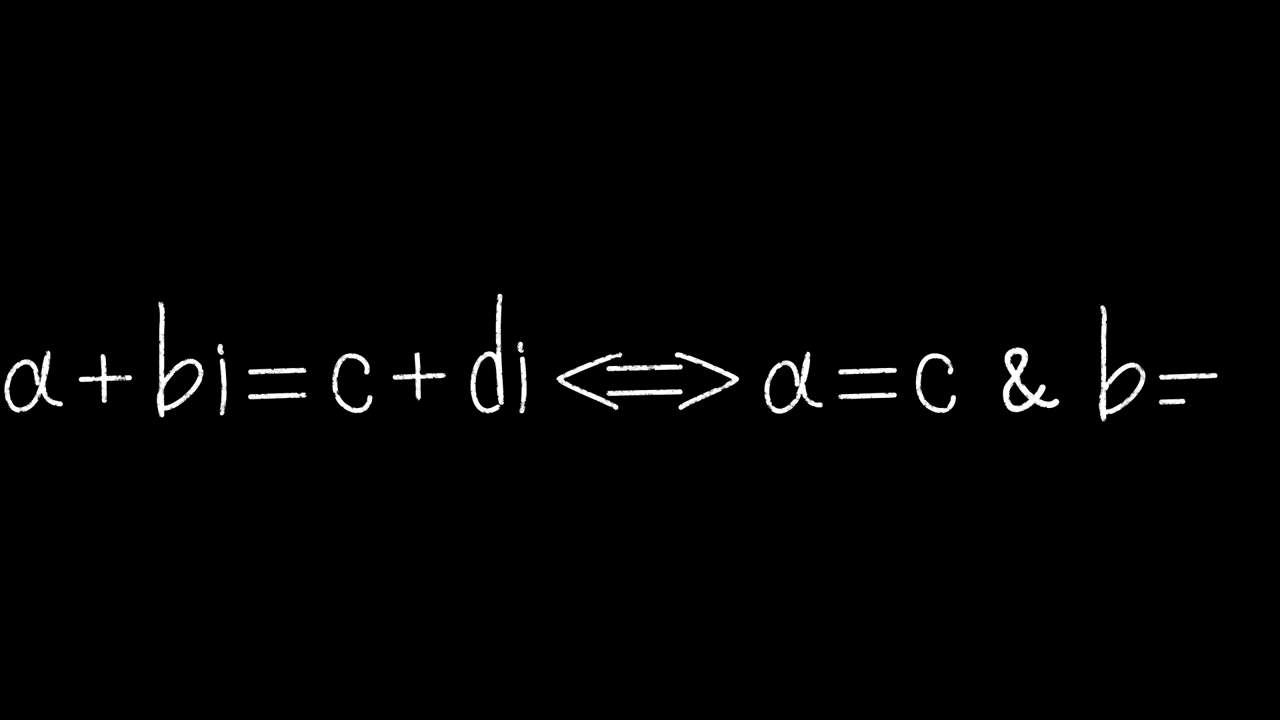 a + bi = c + di ⟺ a = c & b =